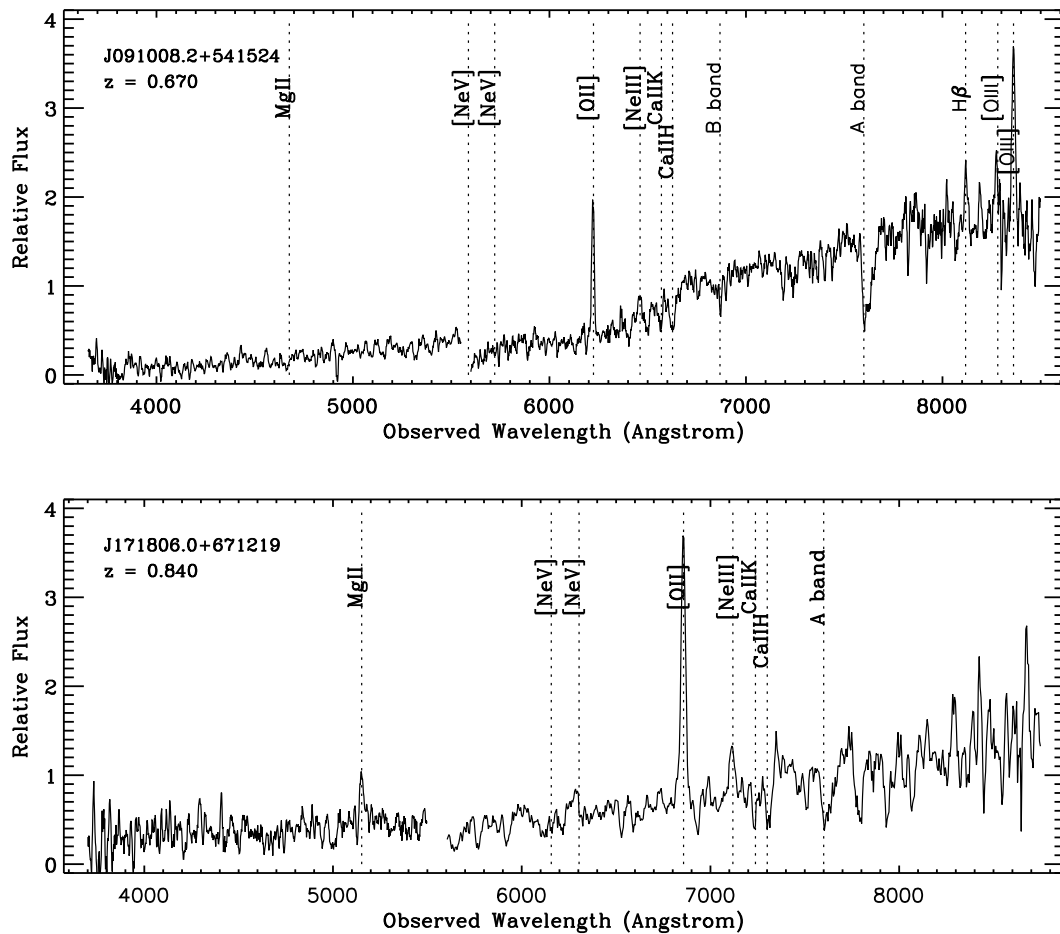 4
3
2
1
0
Relative Flux
J091008.2+541524
z = 0.670
MgII
[NeV]
[NeV]
[OII]
[NeIII]
CaIIK
CaIIH
B band
A band
Hβ
[OIII]
[OIII]
4000 5000 6000 7000 8000
Observed Wavelength (Angstrom)
4
3
2
1
0
Relative Flux
J171806.0+671219
z = 0.840
MgII
[NeV]
[NeV]
[OII]
[NeIII]
CaIIK
CaIIH
A band
4000 5000 6000 7000 8000
Observed Wavelength (Angstrom)